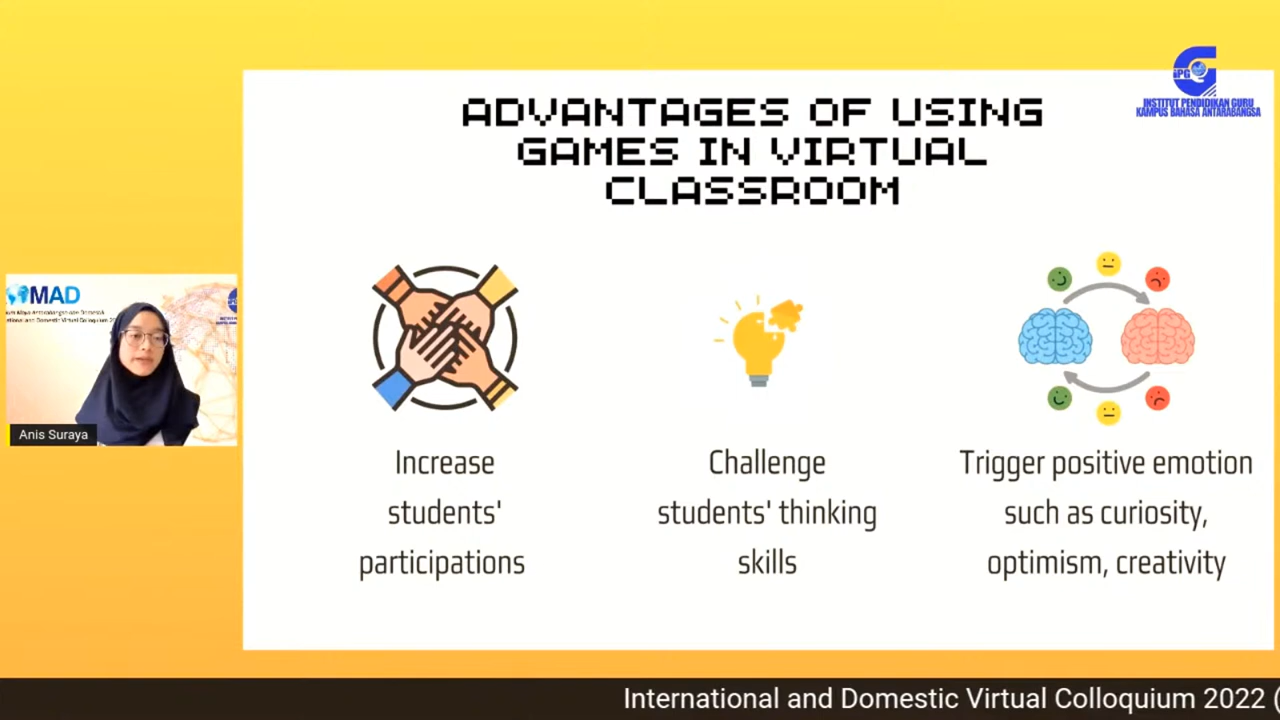 ADVANTAGES OF USING
GAMES IN VIRTUAL
CLASSROOM
iPG
INSTITUT PENDIDIKAN GURU
KAMPUS BAHASA ANTARABANGSA
MAD
Anis Suraya
Increase
students'
participations
Challenge
students' thinking
skills
Trigger positive emotion
such as curiosity,
optimism, creativity
International and Domestic Virtual Colloquium 2022 (